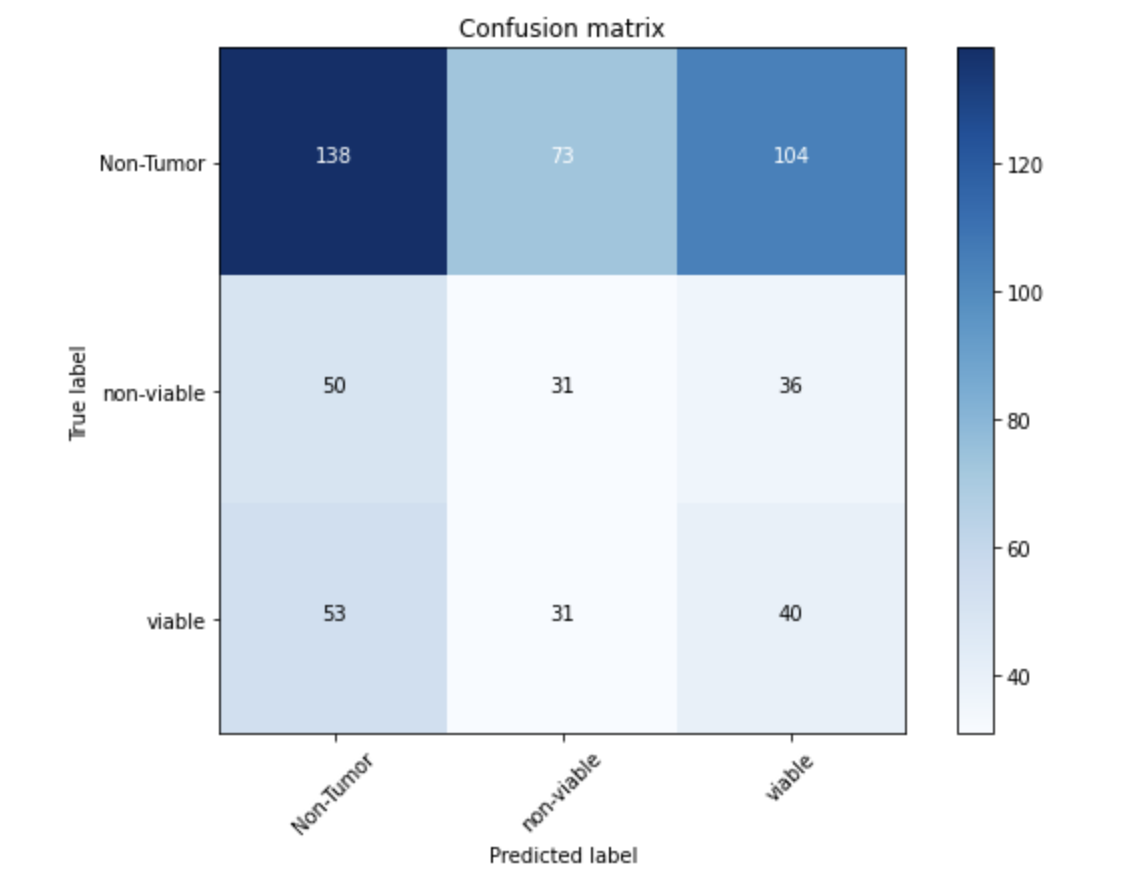 Confusion matrix
Non-Tumor
138
73
104
120
100
True label
non-viable
50
31
36
80
60
viable
53
31
40
40
Non-Tumor
non-viable
viable
Predicted label